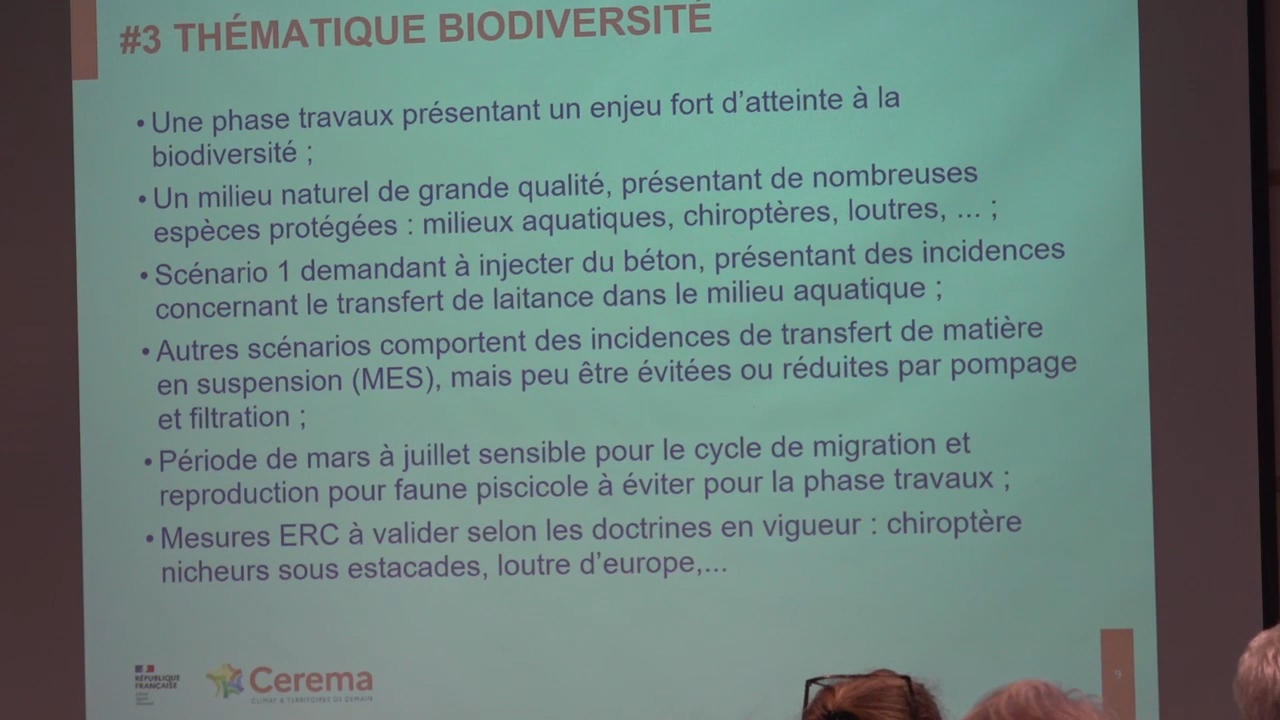 #3 THÉMATIQUE BIODIVERSITÉ
• Une phase travaux présentant un enjeu fort d'atteinte à la
biodiversité ;
• Un milieu naturel de grande qualité, présentant de nombreuses
espèces protégées : milieux aquatiques, chiroptères, loutres, ... ;
• Scénario 1 demandant à injecter du béton, présentant des incidences
concernant le transfert de laitance dans le milieu aquatique ;
• Autres scénarios comportent des incidences de transfert de matière
en suspension (MES), mais peu être évitées ou réduites par pompage
et filtration ;
• Période de mars à juillet sensible pour le cycle de migration et
reproduction pour faune piscicole à éviter pour la phase travaux ;
• Mesures ERC à valider selon les doctrines en vigueur : chiroptère
nicheurs sous estacades, loutre d'europe,...
RÉPUBLIQUE
FRANÇAISE
Cerema
CLIMAT & TERRITOIRES DE DEMAIN
9